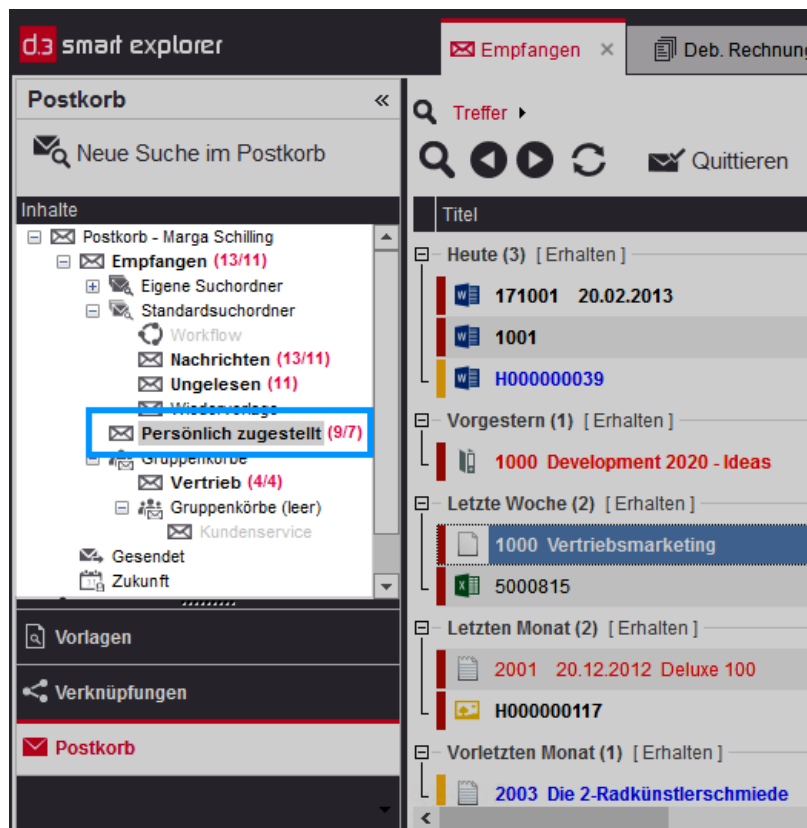 d.3 smart explorer
Empfangen ×
Deb. Rechnung
Postkorb «
Neue Suche im Postkorb
Inhalte
Postkorb - Marga Schilling
Empfangen (13/11)
Eigene Suchordner
Standardsuchordner
Workflow
Nachrichten (13/11)
Ungelesen (11)
Wiedervorlage
Persönlich zugestellt (9/7)
Gruppenkörbe
Vertrieb (4/4)
Gruppenkörbe (leer)
Kundenservice
Gesendet
Zukunft
Vorlagen
Verknüpfungen
Postkorb
Treffer
Quittieren
Titel
Heute (3) [ Erhalten ]
171001 20.02.2013
1001
H000000039
Vorgestern (1) [ Erhalten ]
1000 Development 2020 - Ideas
Letzte Woche (2) [ Erhalten ]
1000 Vertriebsmarketing
5000815
Letzten Monat (2) [ Erhalten ]
2001 20.12.2012 Deluxe 100
H000000117
Vorletzten Monat (1) [ Erhalten ]
2003 Die 2-Radkünstlerschmiede